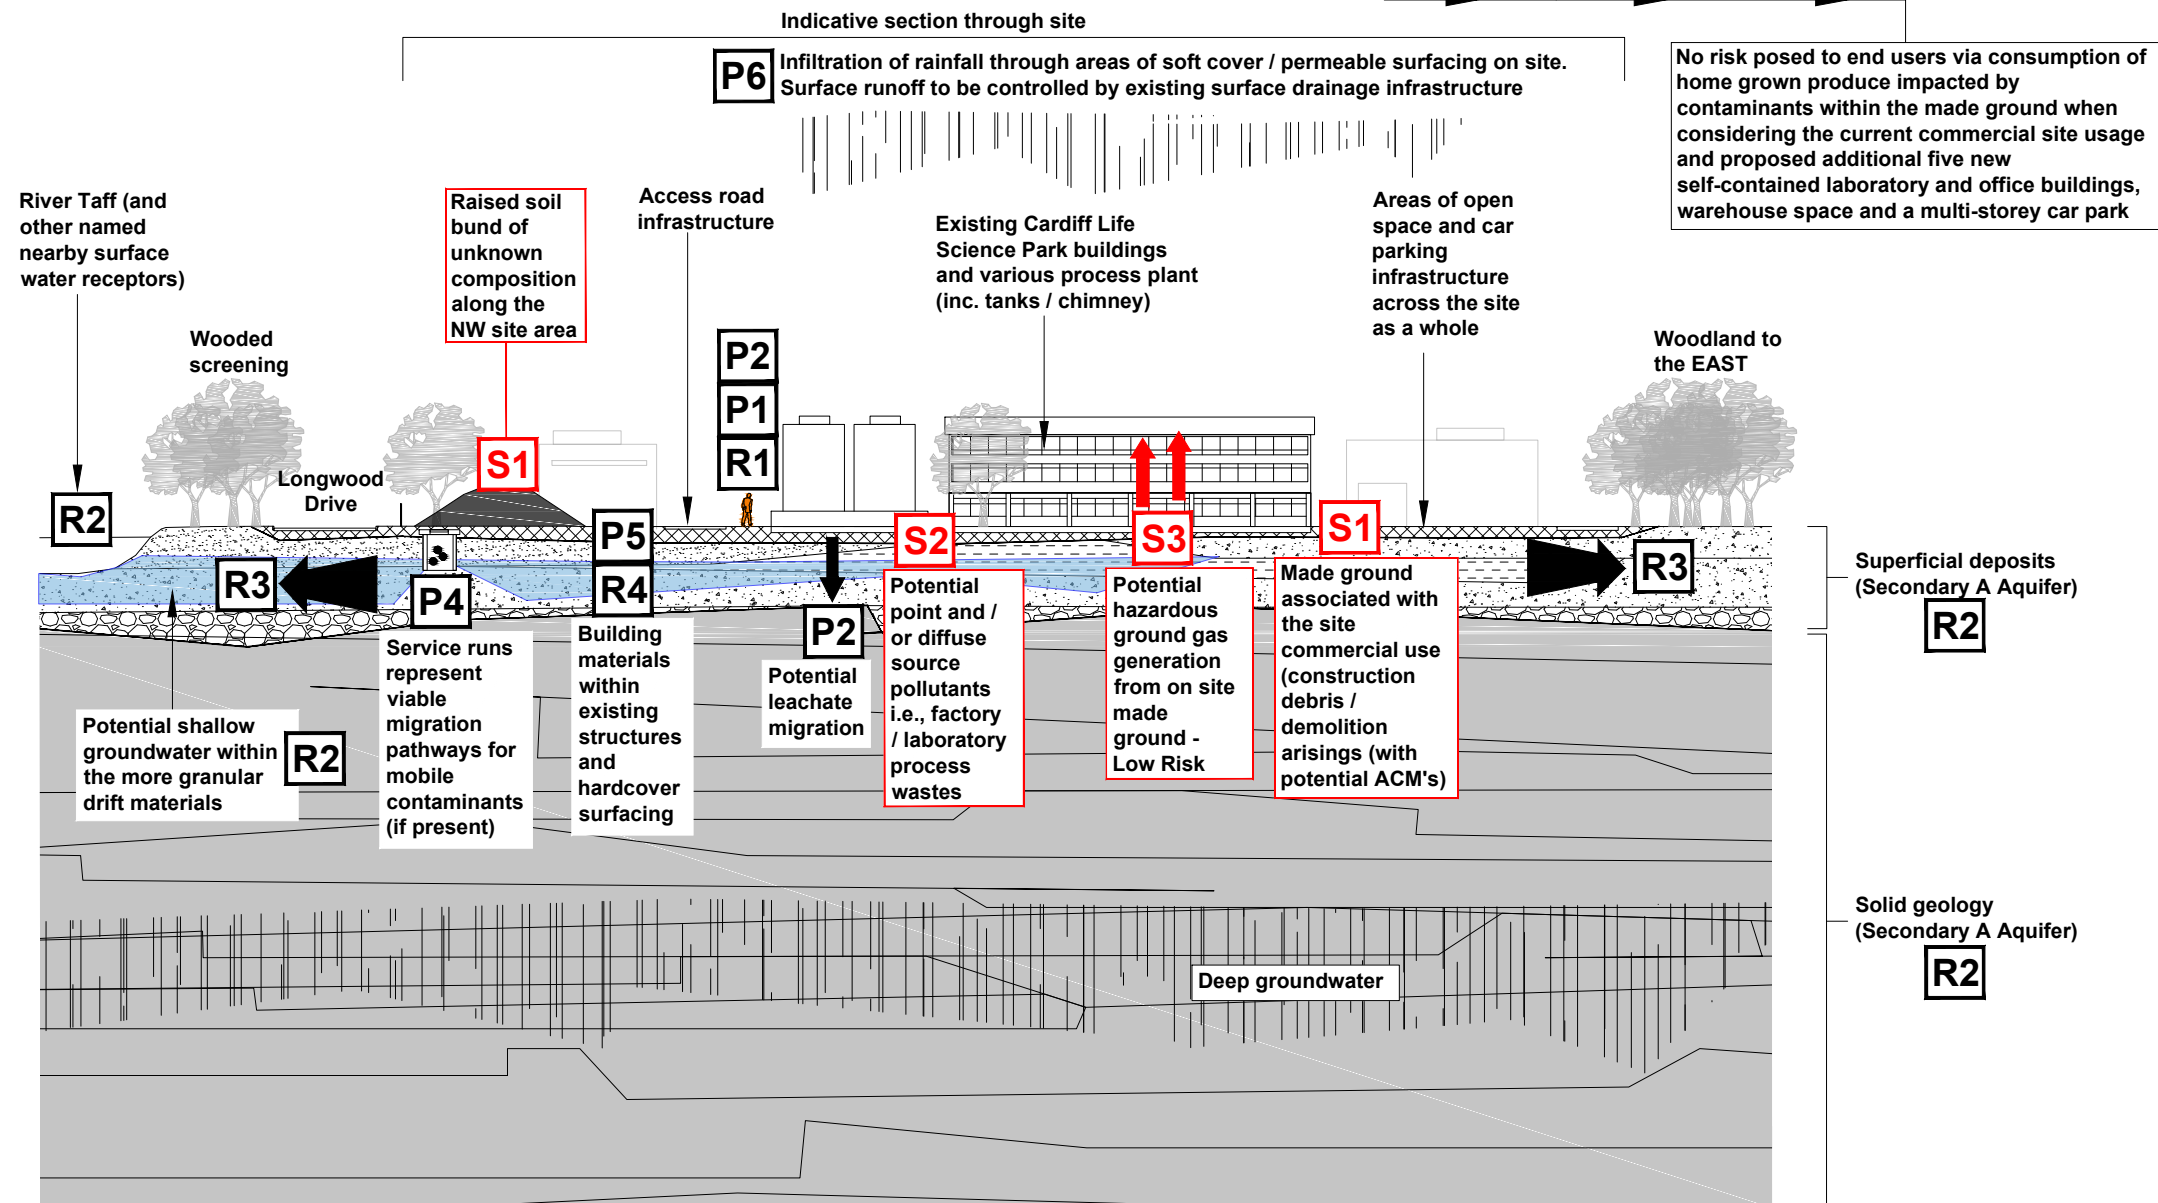 Indicative section through site
P6
Infiltration of rainfall through areas of soft cover / permeable surfacing on site.
Surface runoff to be controlled by existing surface drainage infrastructure
No risk posed to end users via consumption of
home grown produce impacted by
contaminants within the made ground when
considering the current commercial site usage
and proposed additional five new
self-contained laboratory and office buildings,
warehouse space and a multi-storey car park
River Taff (and
other named
nearby surface
water receptors)
Raised soil
bund of
unknown
composition
along the
NW site area
Access road
infrastructure
Existing Cardiff Life
Science Park buildings
and various process plant
(inc. tanks / chimney)
Areas of open
space and car
parking
infrastructure
across the site
as a whole
Wooded
screening
Woodland to
the EAST
P2
P1
R1
S1
Longwood
Drive
R2
P5
R4
S2
S3
S1
R3
P4
P2
R3
Superficial deposits
(Secondary A Aquifer)
R2
Potential shallow
groundwater within
the more granular
drift materials
R2
Service runs
represent
viable
migration
pathways for
mobile
contaminants
(if present)
Building
materials
within
existing
structures
and
hardcover
surfacing
Potential
leachate
migration
Potential
point and /
or diffuse
source
pollutants
i.e., factory
/ laboratory
process
wastes
Potential
hazardous
ground gas
generation
from on site
made
ground -
Low Risk
Made ground
associated with
the site
commercial use
(construction
debris /
demolition
arisings (with
potential ACM's)
Solid geology
(Secondary A Aquifer)
R2
Deep groundwater